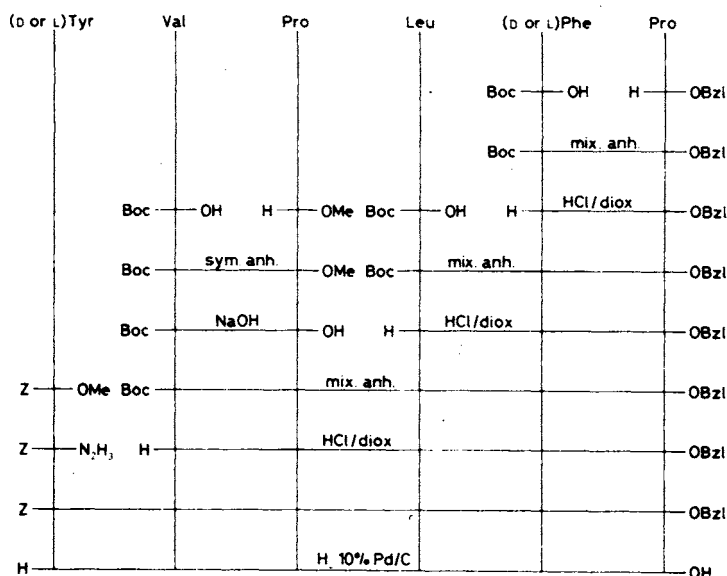 (D or L)Tyr Val Pro Leu (D or L)Phe Pro
Boc OH H OBzl
Boc mix. anh. OBzl
Boc OH H OMe Boc OH H HCl/diox OBzl
Boc sym. anh. OMe Boc mix. anh. OBzl
Boc NaOH OH H HCl/diox OBzl
Z OMe Boc mix. anh. OBzl
Z N₂H₃ H HCl/diox OBzl
Z OBzl
H H 10% Pd/C OH